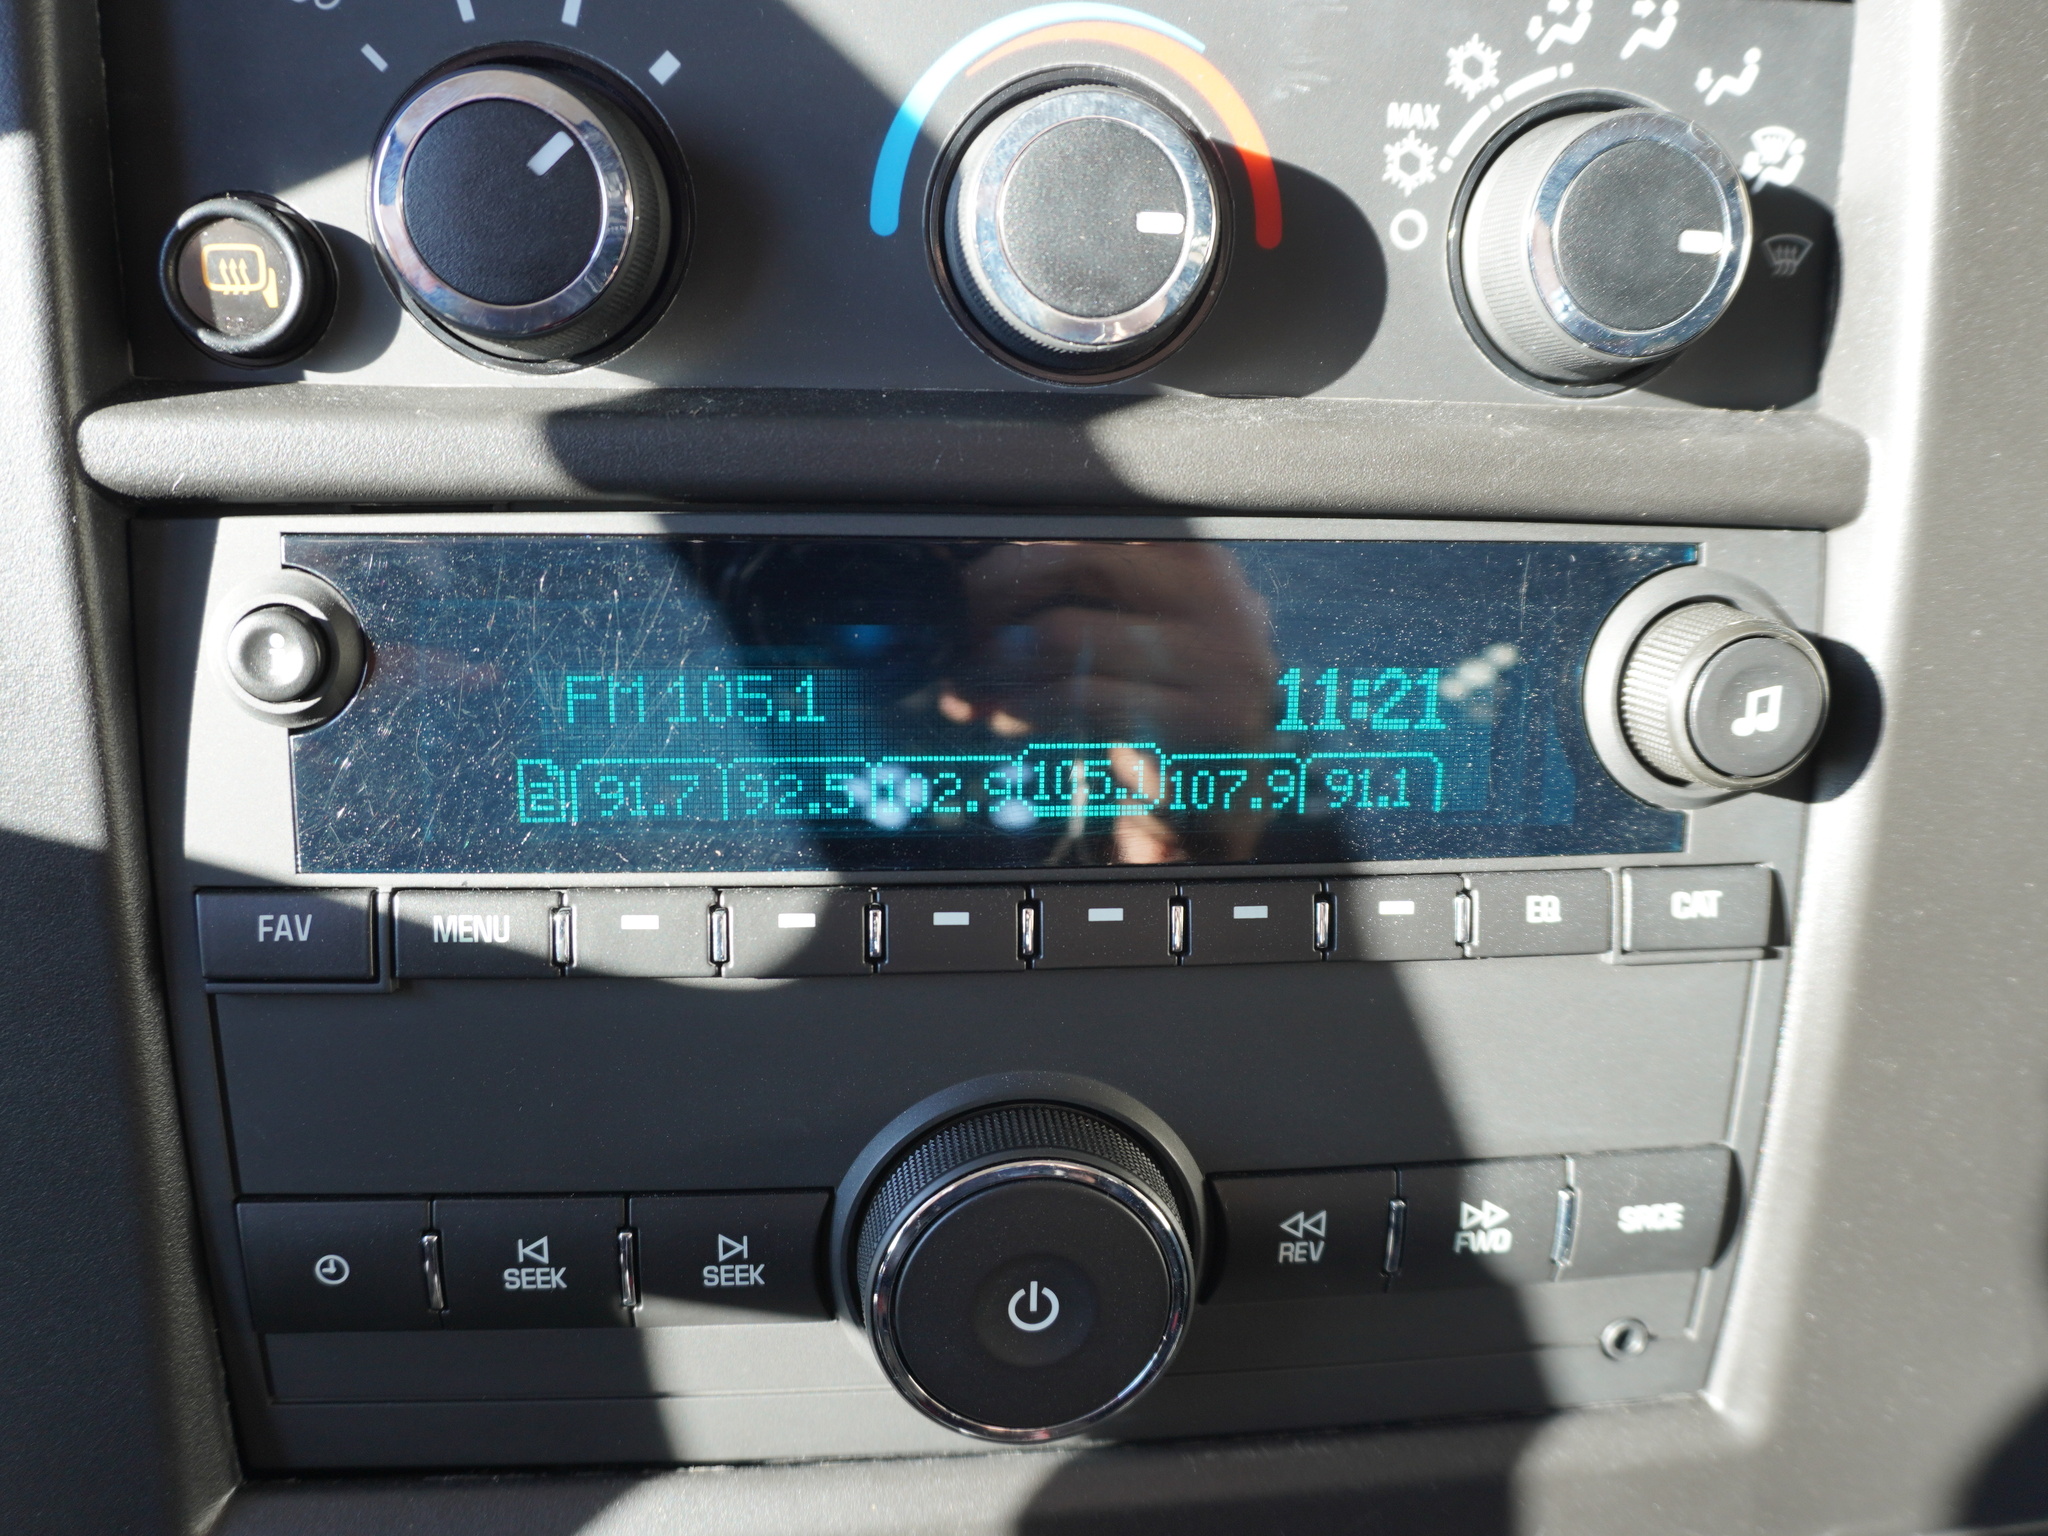 MAX
FM 105.1 11:21
2 91.7 92.5 102.9 105.1 107.9 91.1
FAV MENU EQ CAT
SEEK SEEK REV FWD SRCE